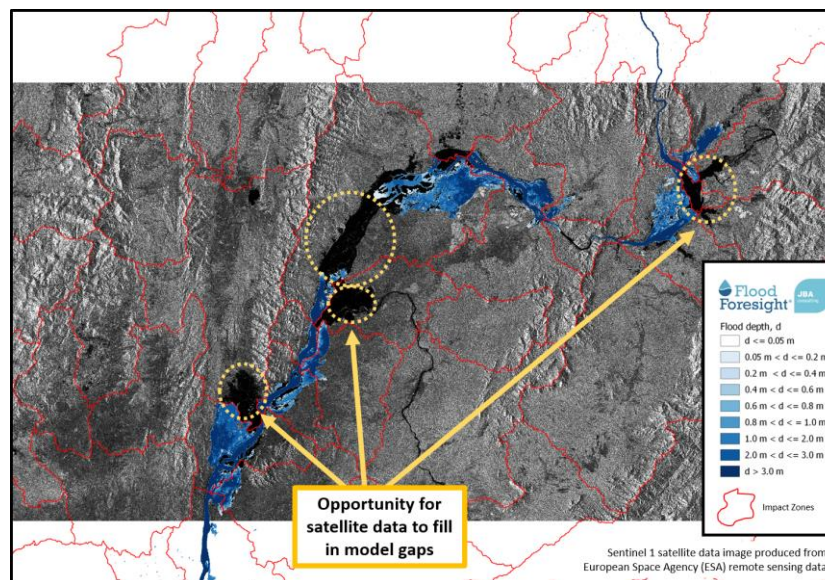 Flood
Foresight®
JBA
consulting
Flood depth, d
d <= 0.05 m
0.05 m < d <= 0.2 m
0.2 m < d <= 0.4 m
0.4 m < d <= 0.6 m
0.6 m < d <= 0.8 m
0.8 m < d <= 1.0 m
1.0 m < d <= 2.0 m
2.0 m < d <= 3.0 m
d > 3.0 m
Impact Zones
Opportunity for
satellite data to fill
in model gaps
Sentinel 1 satellite data image produced from
European Space Agency (ESA) remote sensing data